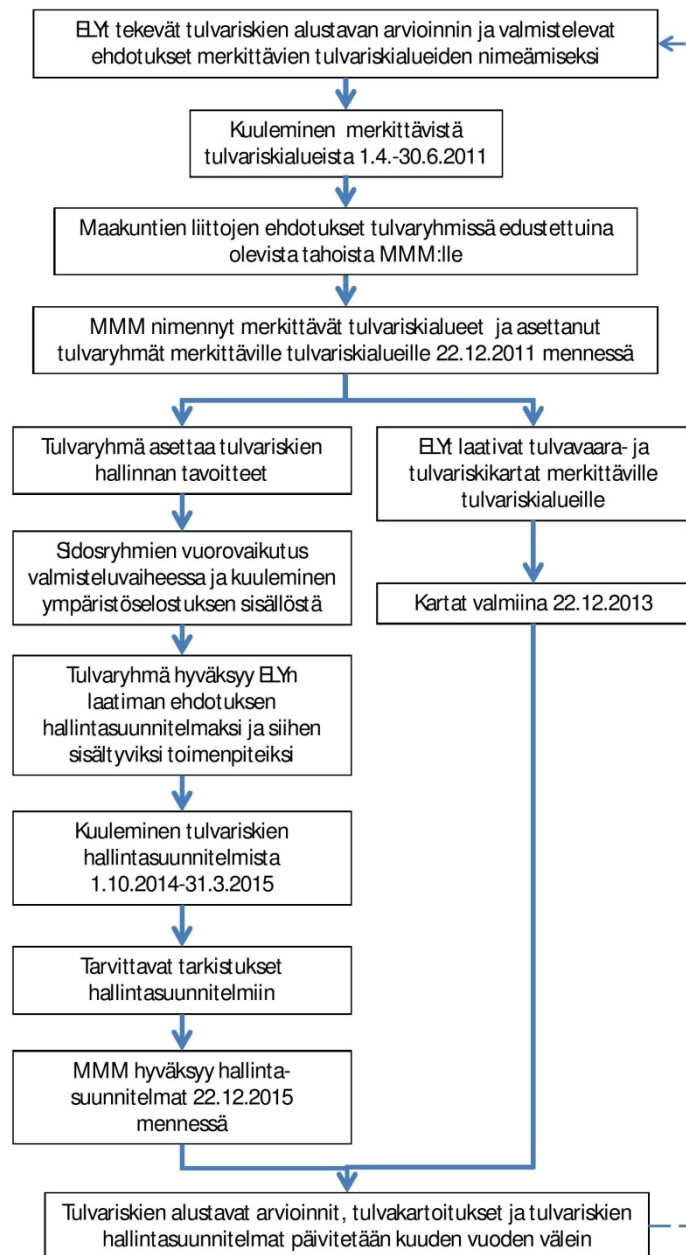 ELYt tekevät tulvariskien alustavan arvioinnin ja valmistelevat
ehdotukset merkittävien tulvariskialueiden nimeämiseksi
Kuuleminen merkittävistä
tulvariskialueista 1.4.-30.6.2011
Maakuntien liittojen ehdotukset tulvaryhmissä edustettuina
olevista tahoista MMM:lle
MMM nimennyt merkittävät tulvariskialueet ja asettanut
tulvaryhmät merkittäville tulvariskialueille 22.12.2011 mennessä
Tulvaryhmä asettaa tulvariskien
hallinnan tavoitteet
Sidosryhmien vuorovaikutus
valmisteluvaiheessa ja kuuleminen
ympäristöselostuksen sisällöstä
Tulvaryhmä hyväksyy ELYn
laatiman ehdotuksen
hallintasuunnitelmaksi ja siihen
sisältyviksi toimenpiteiksi
Kuuleminen tulvariskien
hallintasuunnitelmista
1.10.2014-31.3.2015
Tarvittavat tarkistukset
hallintasuunnitelmiin
MMM hyväksyy hallinta-
suunnitelmat 22.12.2015
mennessä
ELYt laativat tulvavaara- ja
tulvariskikartat merkittäville
tulvariskialueille
Kartat valmiina 22.12.2013
Tulvariskien alustavat arvioinnit, tulvakartoitukset ja tulvariskien
hallintasuunnitelmat päivitetään kuuden vuoden välein